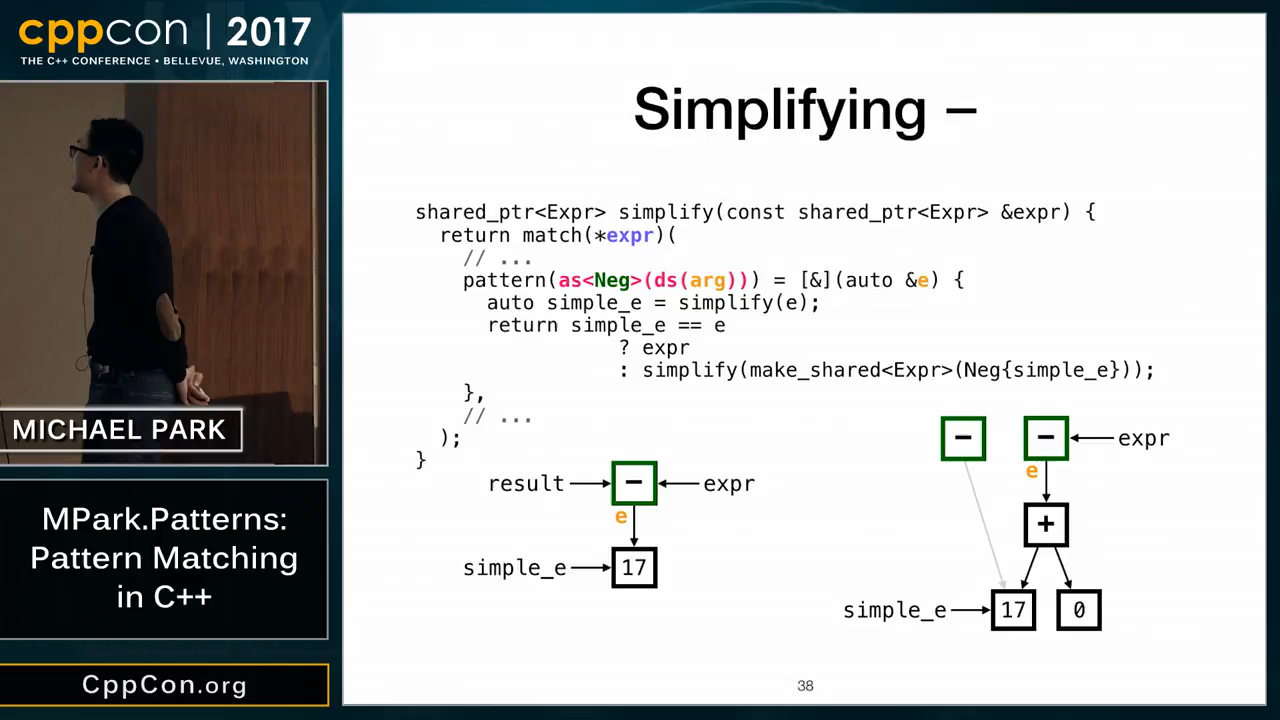 cppcon | 2017
THE C++ CONFERENCE • BELLEVUE, WASHINGTON
MICHAEL PARK
MPark.Patterns:
Pattern Matching
in C++
CppCon.org
Simplifying –
shared_ptr<Expr> simplify(const shared_ptr<Expr> &expr) {
return match(*expr)(
// ...
pattern(as<Neg>(ds(arg))) = [&](auto &e) {
auto simple_e = simplify(e);
return simple_e == e
? expr
: simplify(make_shared<Expr>(Neg{simple_e}));
},
// ...
);
}
result
–
expr
e
simple_e
17
–
–
expr
e
+
simple_e
17
0
38